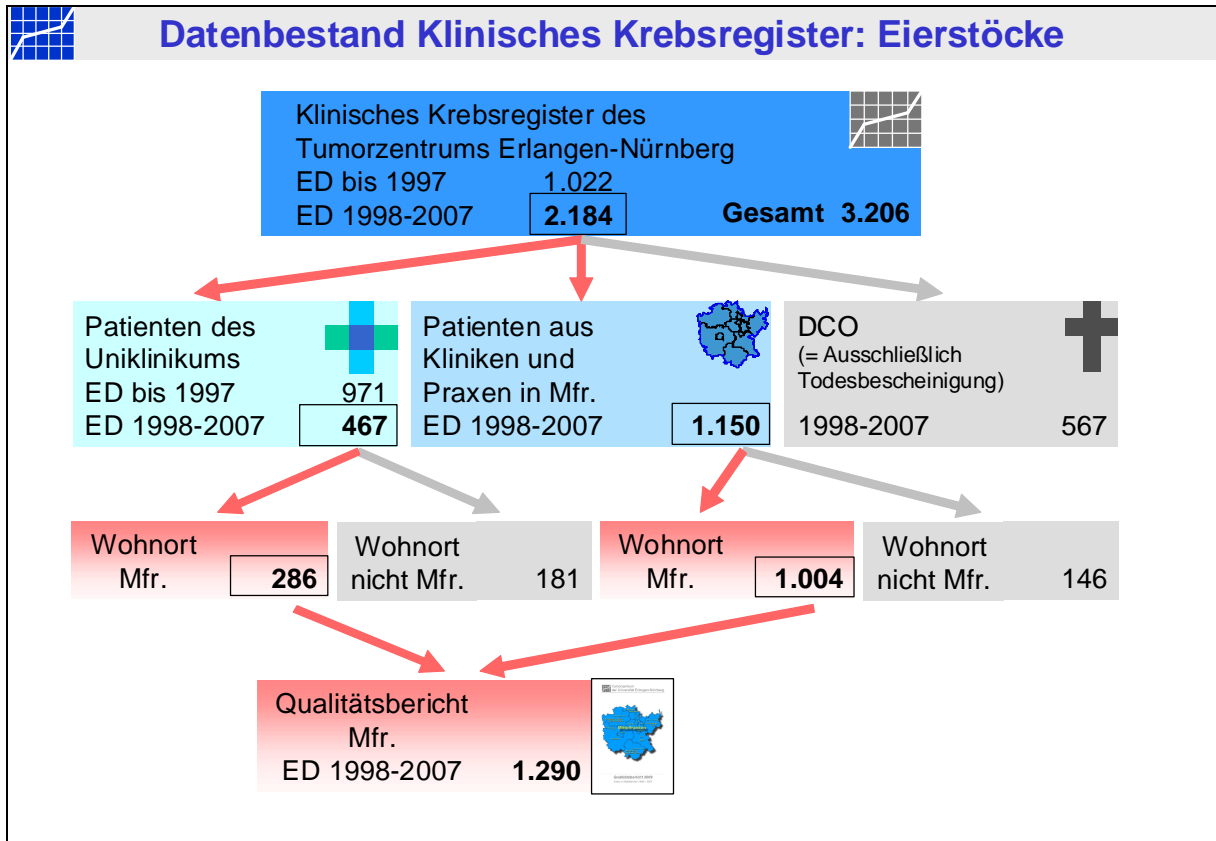 Datenbestand Klinisches Krebsregister: Eierstöcke
Klinisches Krebsregister des
Tumorzentrums Erlangen-Nürnberg
ED bis 1997 1.022
ED 1998-2007 2.184 Gesamt 3.206
Patienten des
Uniklinikums
ED bis 1997 971
ED 1998-2007 467
Patienten aus
Kliniken und
Praxen in Mfr.
ED 1998-2007 1.150
DCO
(= Ausschließlich
Todesbescheinigung)
1998-2007 567
Wohnort
Mfr. 286
Wohnort
nicht Mfr. 181
Wohnort
Mfr. 1.004
Wohnort
nicht Mfr. 146
Qualitätsbericht
Mfr.
ED 1998-2007 1.290